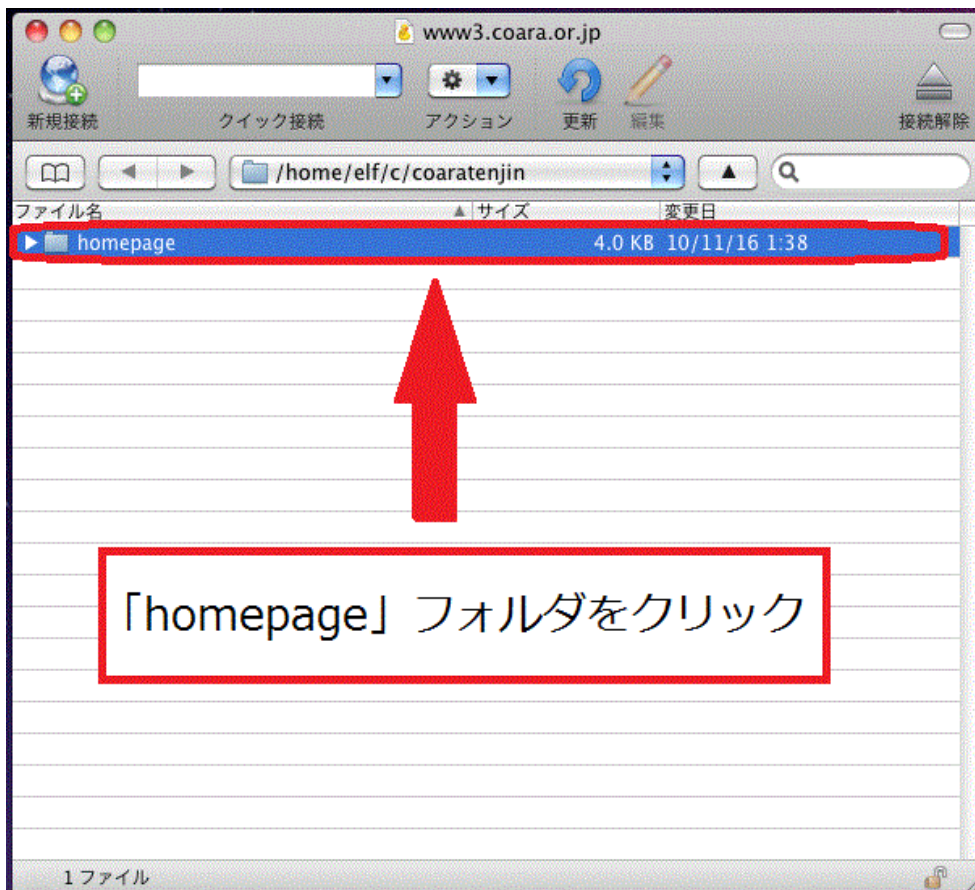 www3.coara.or.jp
新規接続 クイック接続 アクション 更新 編集 接続解除
/home/elf/c/coaratenjin
ファイル名 サイズ 変更日
homepage 4.0 KB 10/11/16 1:38
「homepage」フォルダをクリック
1 ファイル